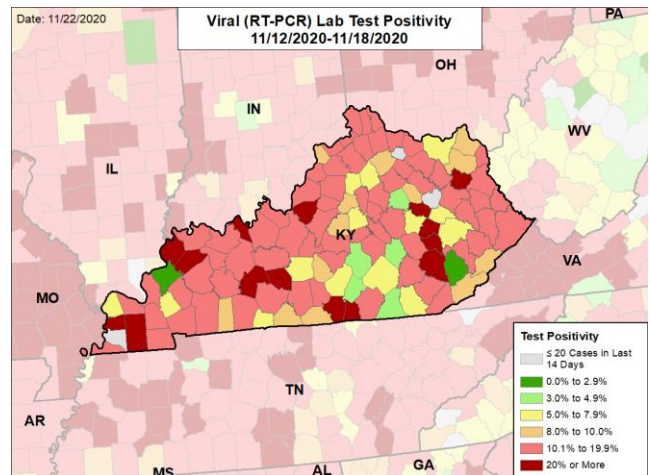 Date: 11/22/2020
Viral (RT-PCR) Lab Test Positivity
11/12/2020-11/18/2020
PA
OH
IN
WV
IL
KY
VA
MO
TN
AR
MS
AL
GA
Test Positivity
≤ 20 Cases in Last
14 Days
0.0% to 2.9%
3.0% to 4.9%
5.0% to 7.9%
8.0% to 10.0%
10.1% to 19.9%
20% or More